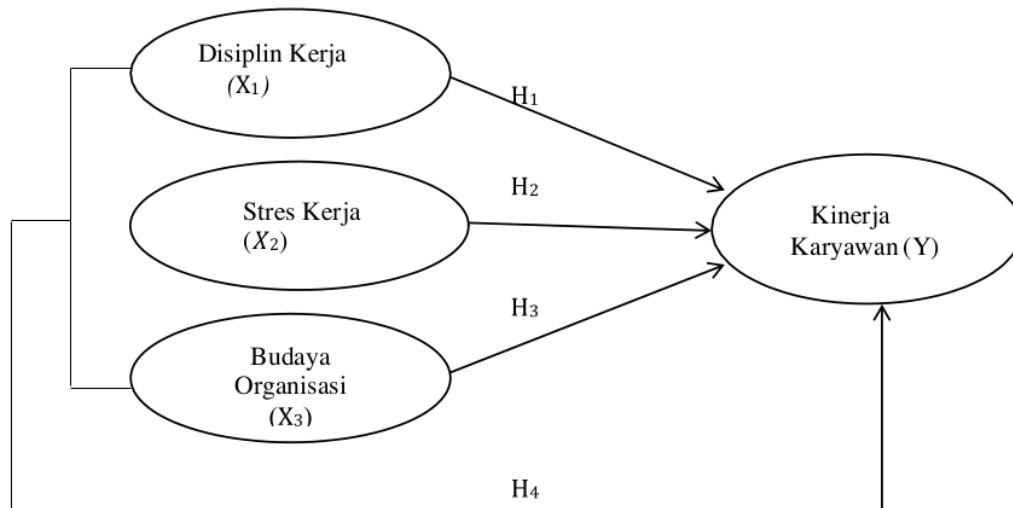 Disiplin Kerja
(X₁)
H₁
Stres Kerja
(X₂)
H₂
Kinerja
Karyawan (Y)
Budaya
Organisasi
(X₃)
H₃
H₄